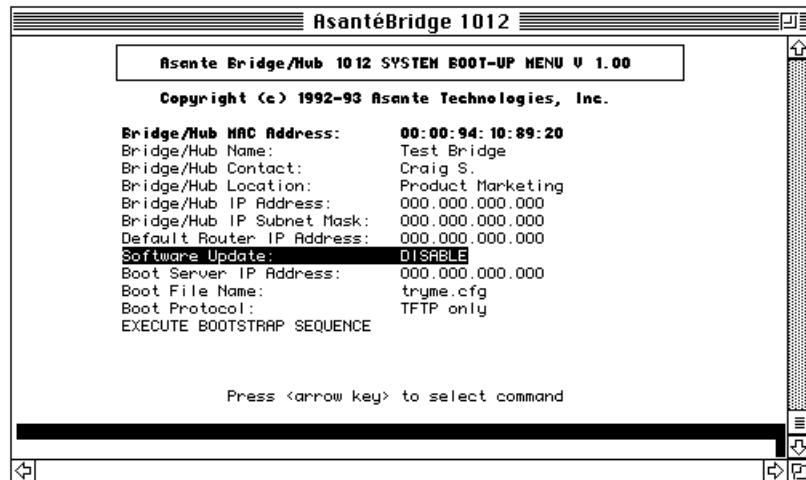 AsantéBridge 1012
Asante Bridge/Hub 1012 SYSTEM BOOT-UP MENU V 1.00
Copyright (c) 1992-93 Asante Technologies, Inc.
Bridge/Hub MAC Address: 00:00:94:10:89:20
Bridge/Hub Name: Test Bridge
Bridge/Hub Contact: Craig S.
Bridge/Hub Location: Product Marketing
Bridge/Hub IP Address: 000.000.000.000
Bridge/Hub IP Subnet Mask: 000.000.000.000
Default Router IP Address: 000.000.000.000
Software Update: DISABLE
Boot Server IP Address: 000.000.000.000
Boot File Name: tryme.cfg
Boot Protocol: TFTP only
EXECUTE BOOTSTRAP SEQUENCE
Press <arrow key> to select command